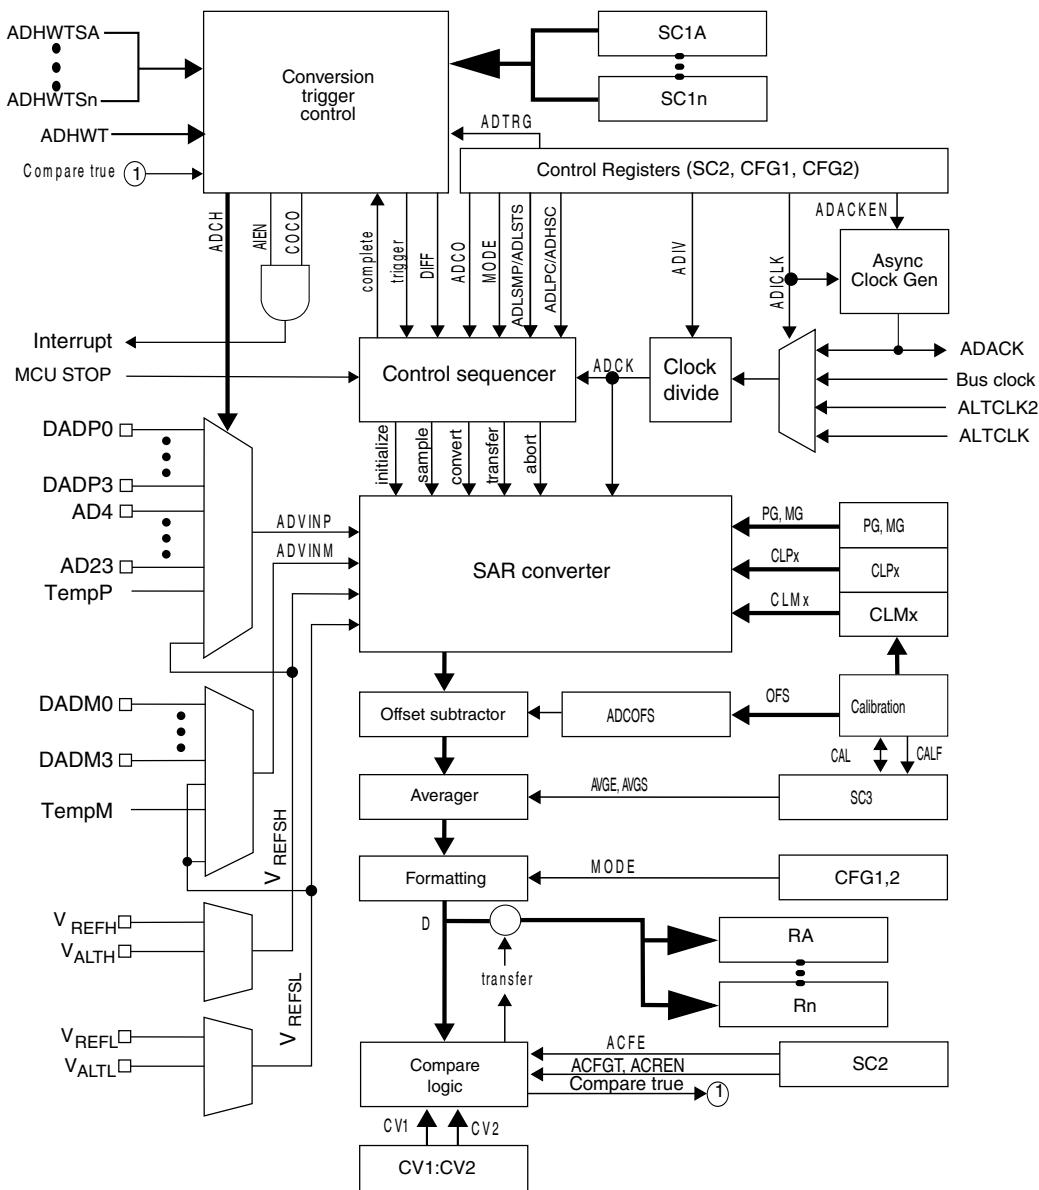 ADHWTSA
SC1A
Conversion
trigger
control
ADHWTSn
SC1n
ADHWT
ADTRG
Compare true 1
Control Registers (SC2, CFG1, CFG2)
ADCH
AIEN
COCO
complete
trigger
DIFF
ADCO
MODE
ADLSMP/ADLSTS
ADLPC/ADHSC
ADIV
ADICLK
ADACKEN
Async
Clock Gen
Interrupt
ADACK
MCU STOP
Control sequencer
ADCK
Clock
divide
Bus clock
ALTCLK2
ALTCLK
DADP0
initialize
sample
convert
transfer
abort
DADP3
AD4
ADVINP
PG, MG
PG, MG
ADVINM
AD23
TempP
SAR converter
CLPx
CLPx
CLMx
CLMx
DADM0
Offset subtractor
ADCOFS
OFS
Calibration
DADM3
CAL
CALF
TempM
Averager
AVGE, AVGS
SC3
V REFSH
Formatting
MODE
CFG1,2
V REFH
D
RA
VALTH
transfer
Rn
V REFSL
VREFL
VALTL
Compare
logic
ACFE
ACFGT, ACREN
Compare true
1
SC2
CV1
CV2
CV1:CV2